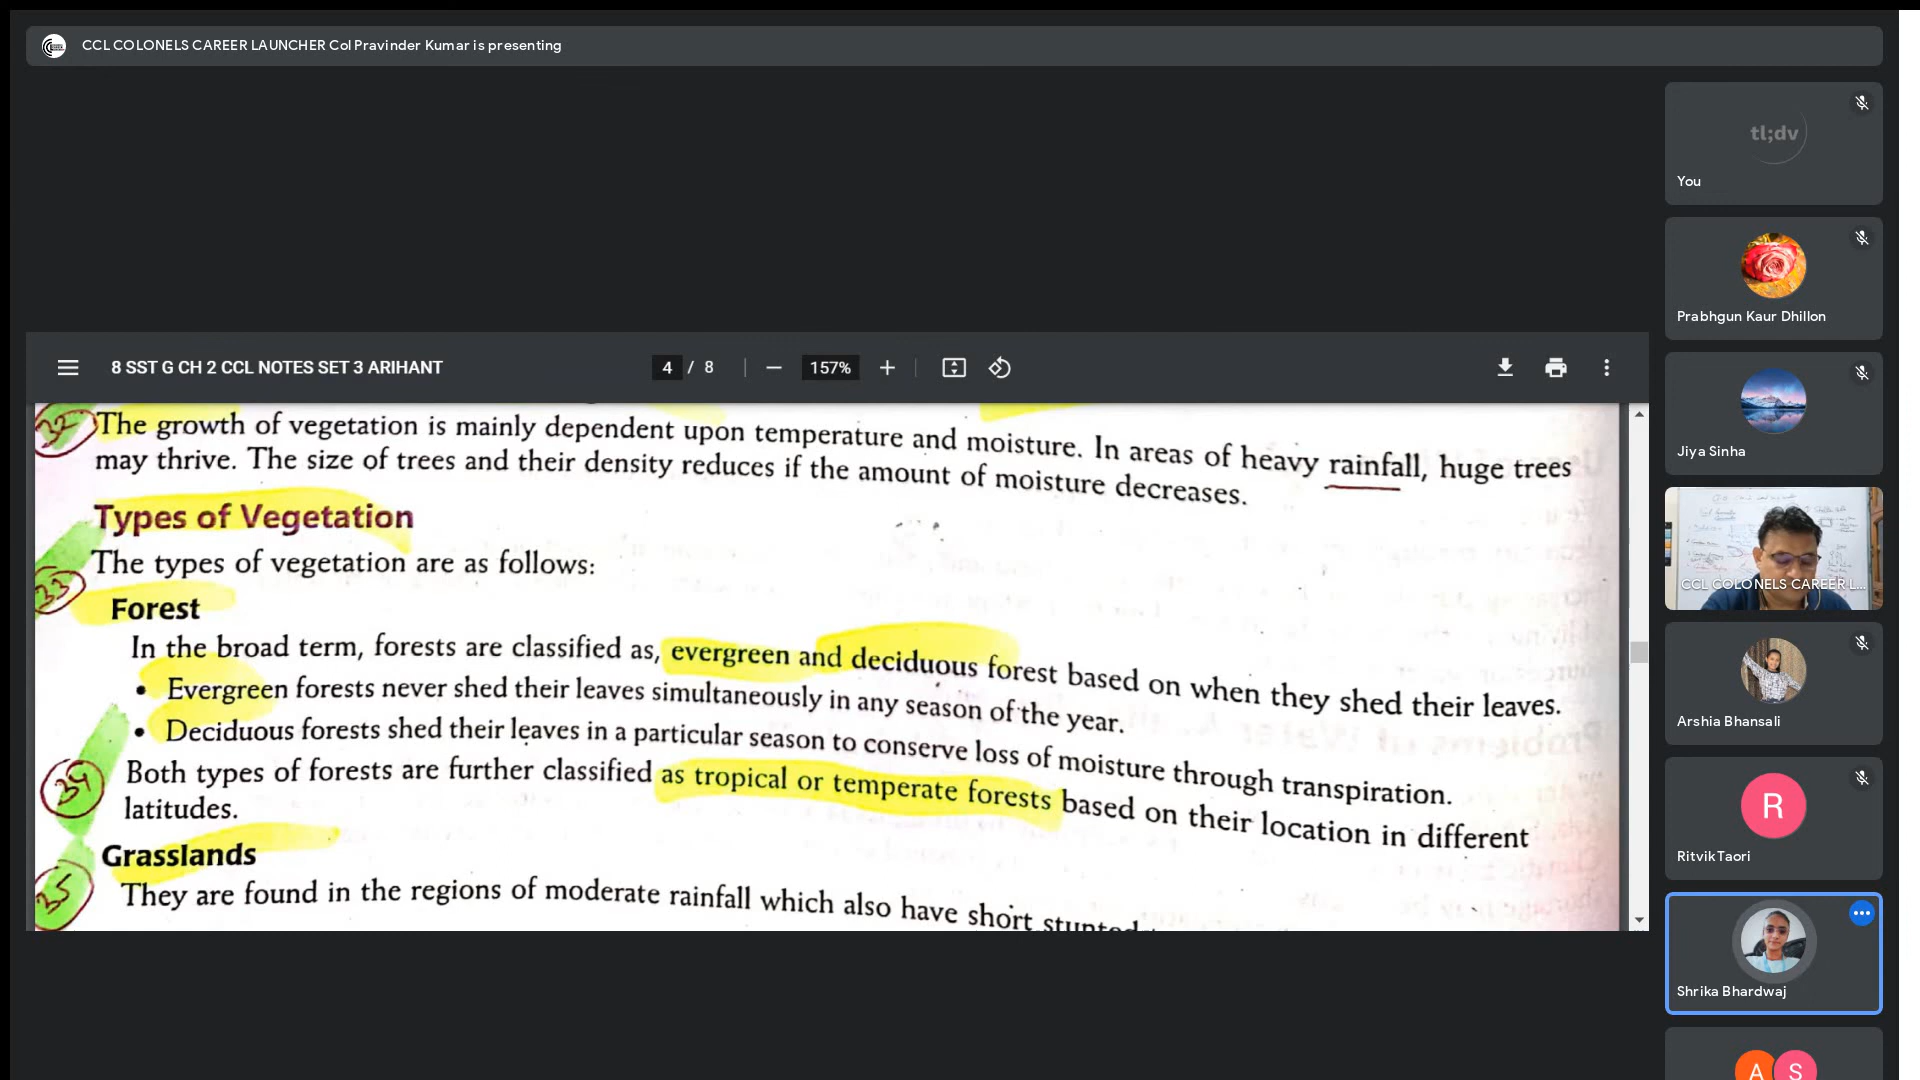 CCL COLONELS CAREER LAUNCHER Col Pravinder Kumar is presenting
8 SST G CH 2 CCL NOTES SET 3 ARIHANT
4 / 8
157%
32
The growth of vegetation is mainly dependent upon temperature and moisture. In areas of heavy rainfall, huge trees
may thrive. The size of trees and their density reduces if the amount of moisture decreases.
Types of Vegetation
The types of vegetation are as follows:
33
Forest
In the broad term, forests are classified as, evergreen and deciduous forest based on when they shed their leaves.
• Evergreen forests never shed their leaves simultaneously in any season of the year.
• Deciduous forests shed their leaves in a particular season to conserve loss of moisture through transpiration.
34
Both types of forests are further classified as tropical or temperate forests based on their location in different
latitudes.
Grasslands
35
They are found in the regions of moderate rainfall which also have short stunted
tl;dv
You
Prabhgun Kaur Dhillon
Jiya Sinha
CCL COLONELS CAREER L...
Arshia Bhansali
R
Ritvik Taori
Shrika Bhardwaj
A
S